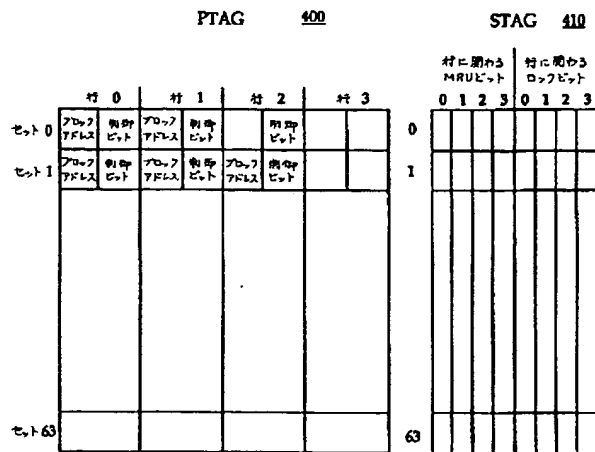 PTAG 400
STAG 410
行に関わる
MRUビット
行に関わる
ロックビット
行 0 行 1 行 2 行 3
0 1 2 3 0 1 2 3
セット 0
ブロック
アドレス
制御
ビット
ブロック
アドレス
制御
ビット
制御
ビット
0
セット 1
ブロック
アドレス
制御
ビット
ブロック
アドレス
制御
ビット
ブロック
アドレス
制御
ビット
1
セット 63
63